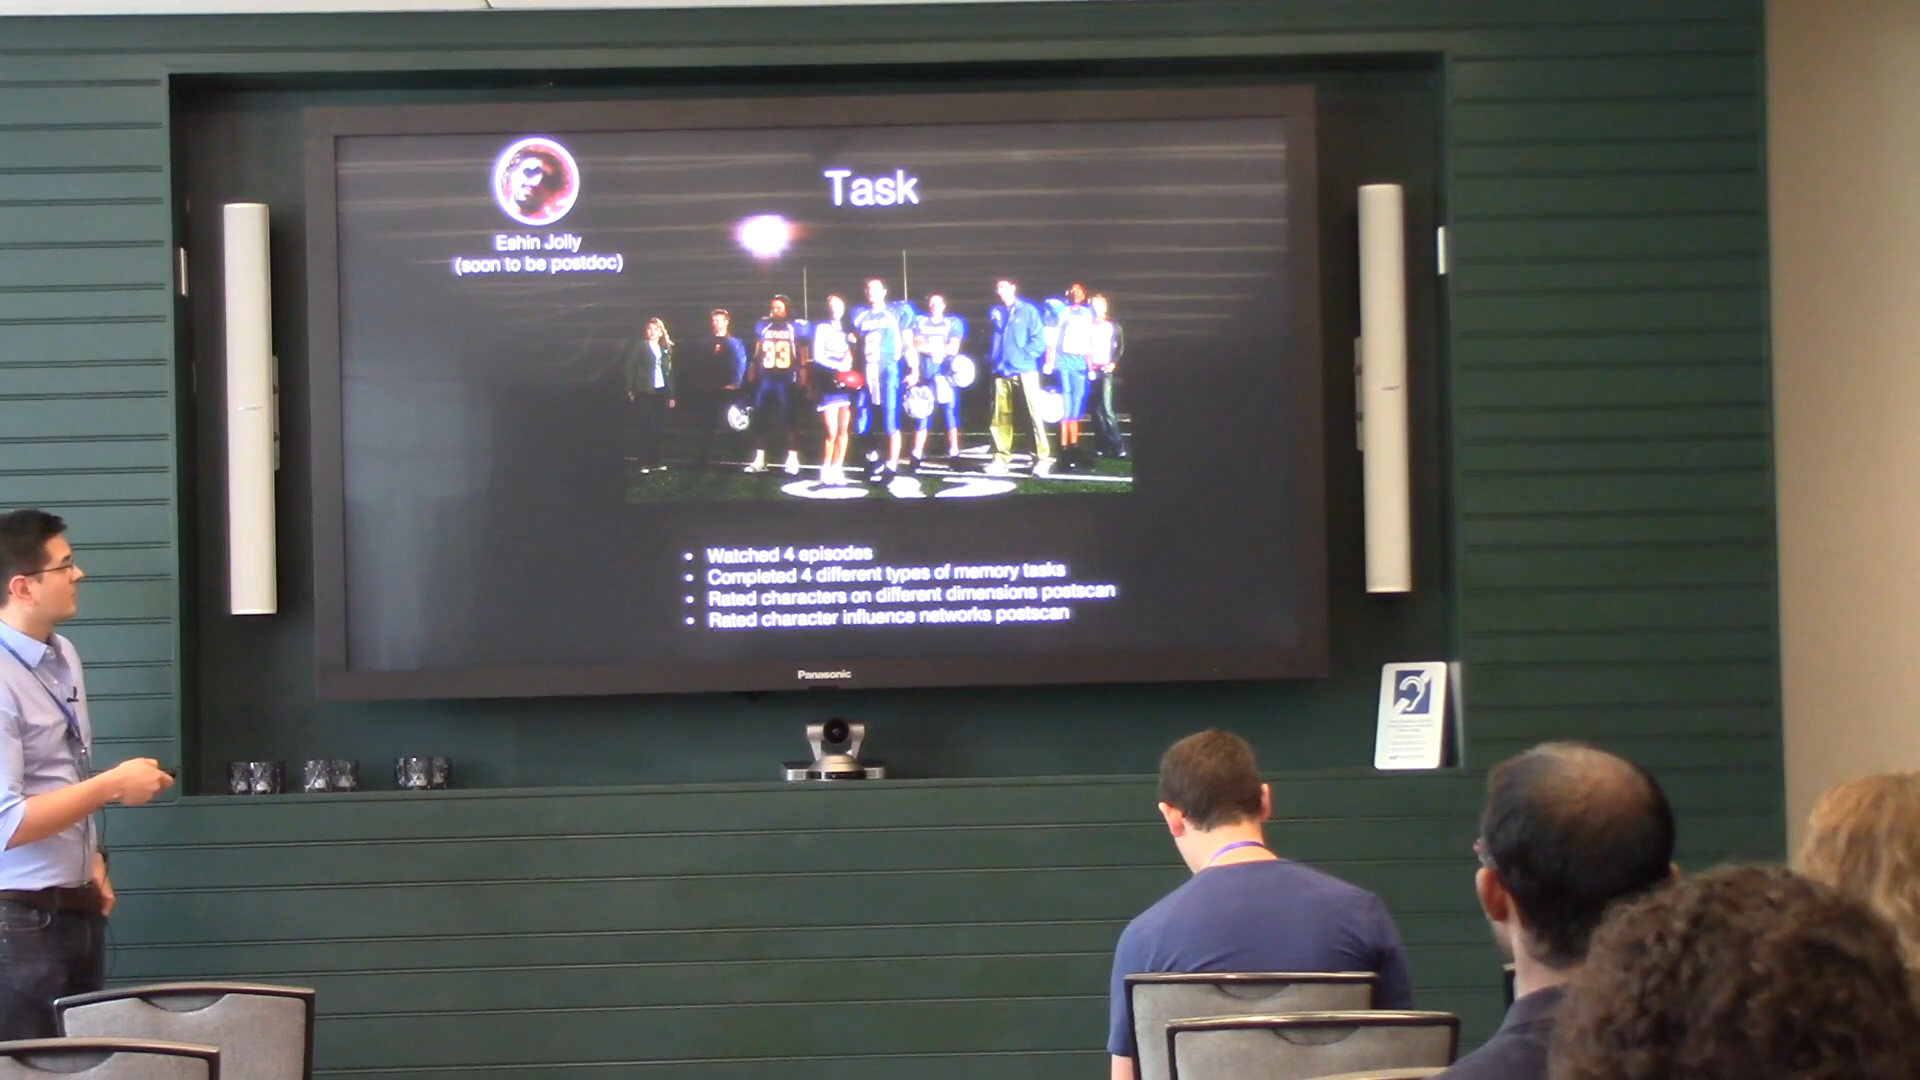 Task
Eshin Jolly
(soon to be postdoc)
33
• Watched 4 episodes
• Completed 4 different types of memory tasks
• Rated characters on different dimensions postscan
• Rated character influence networks postscan
Panasonic